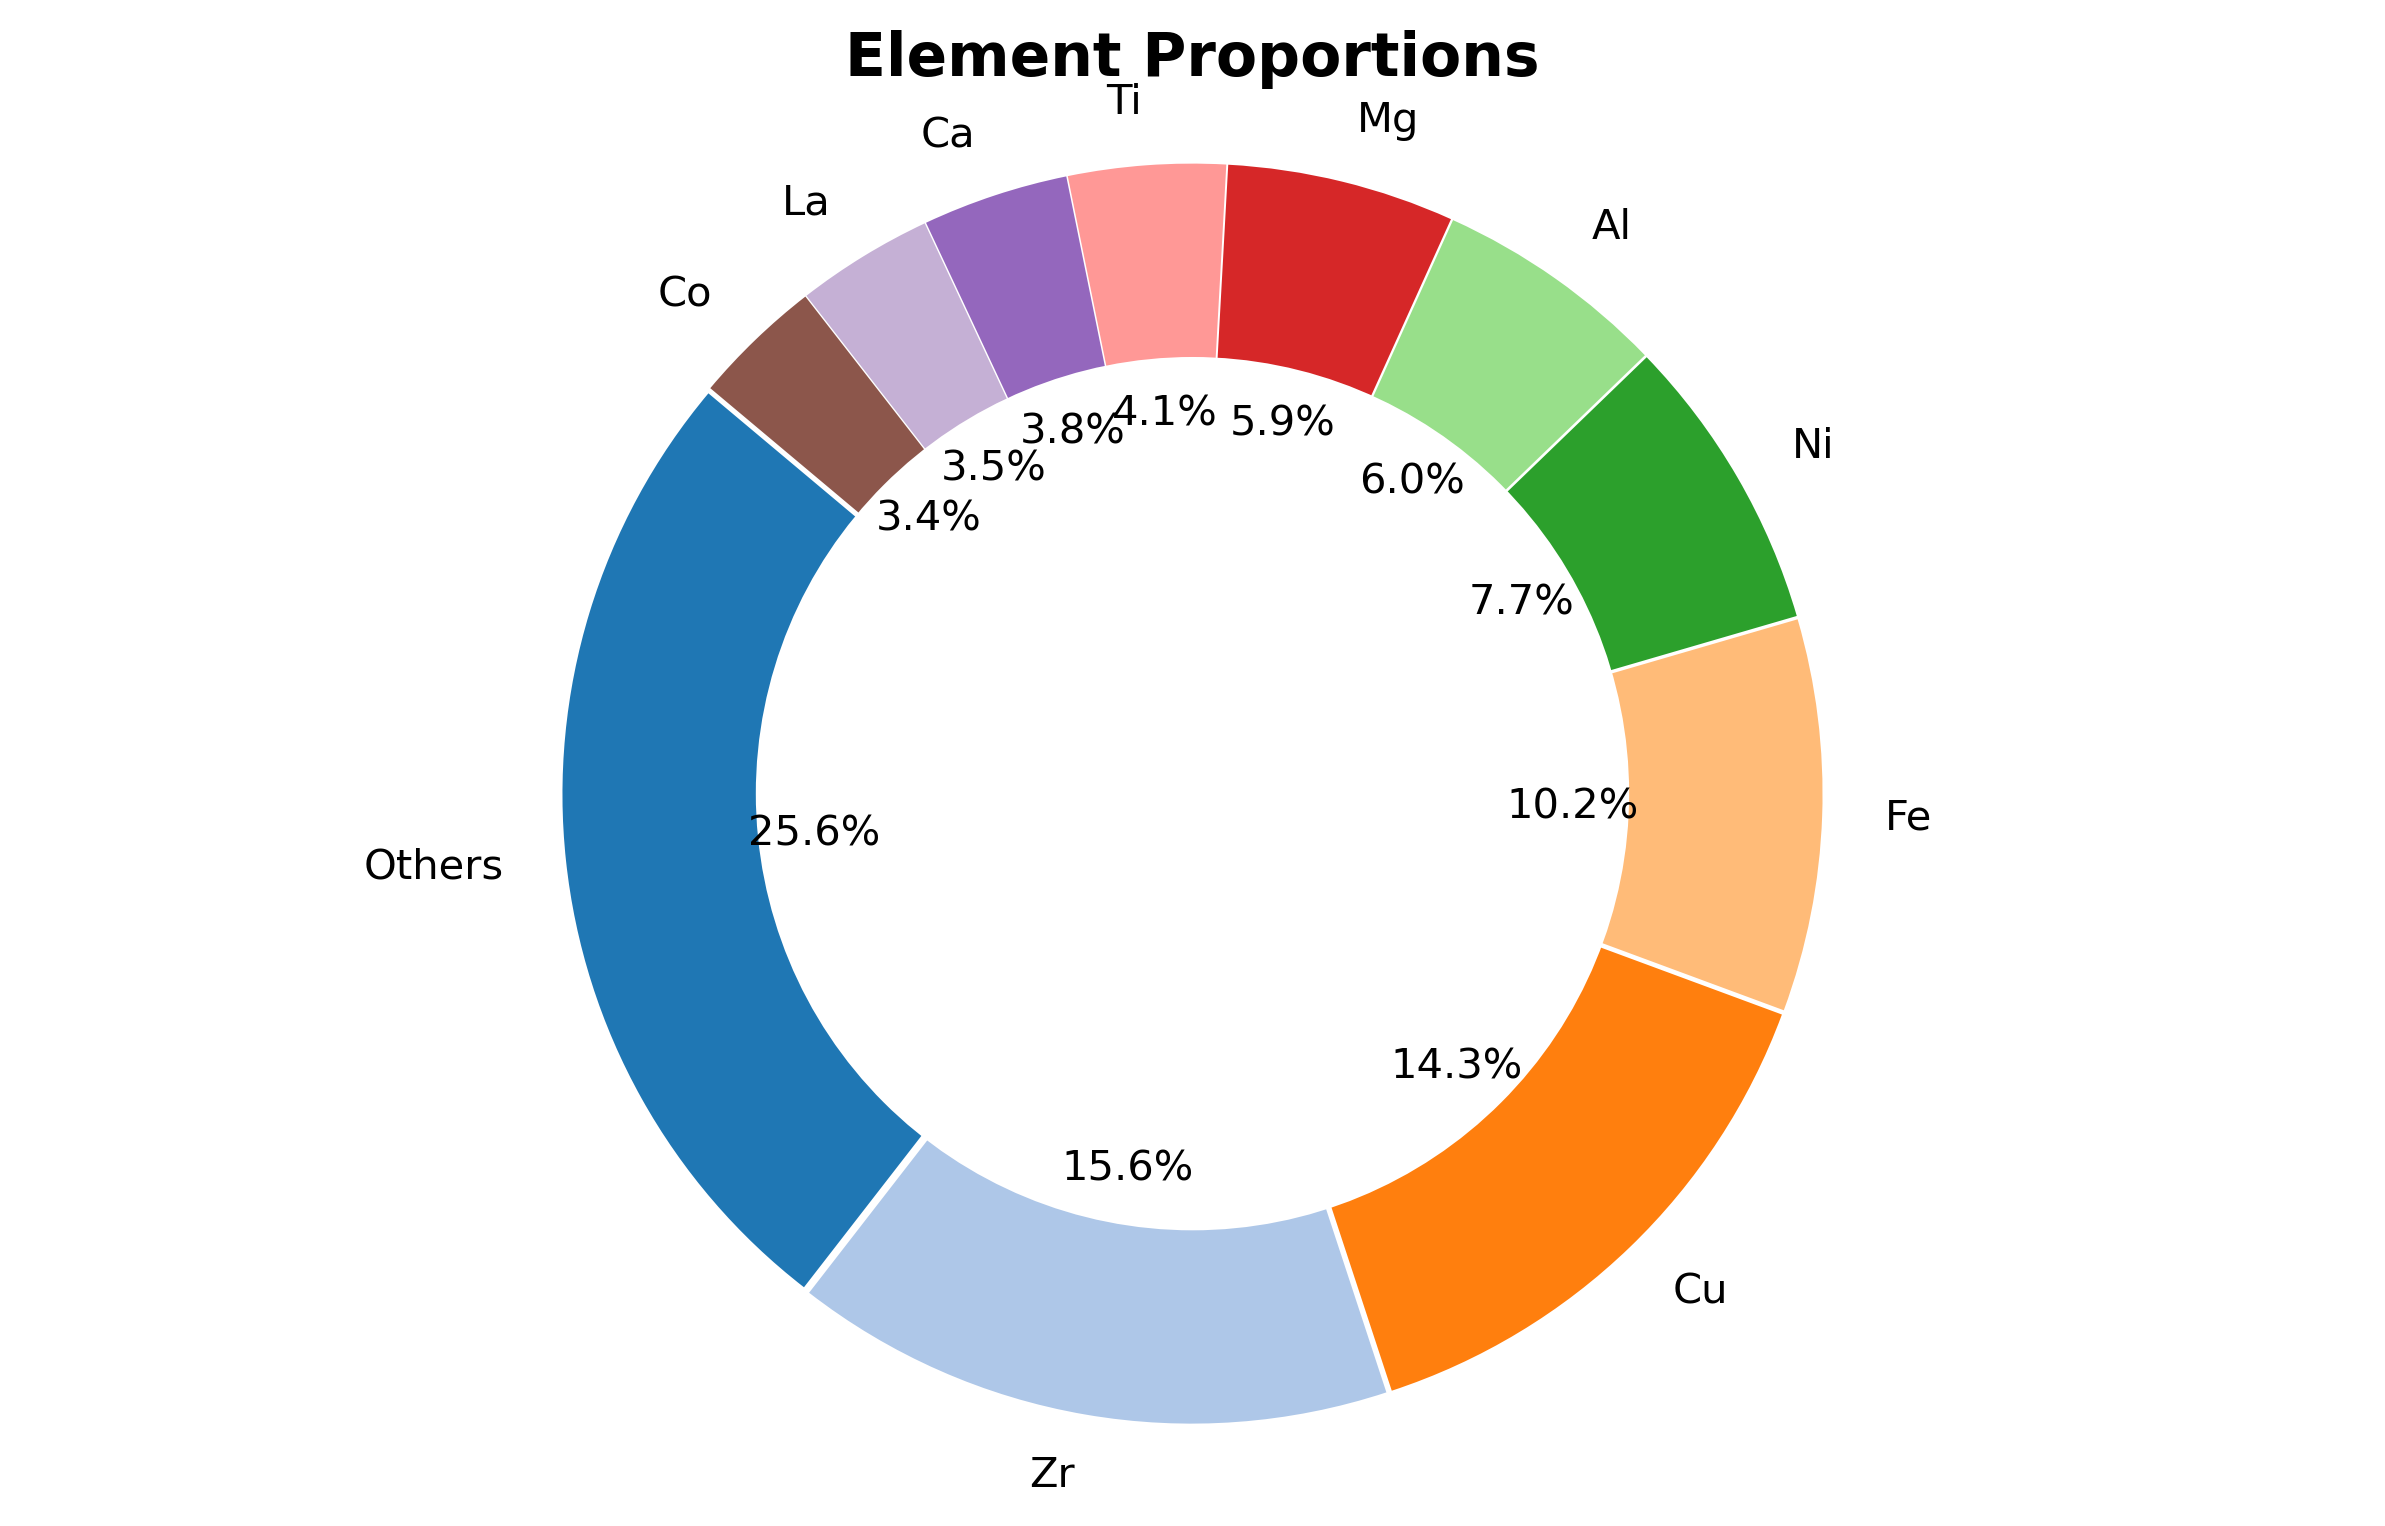 Element Proportions
Ti
Mg
Ca
La
Al
Co
4.1%
5.9%
3.8%
Ni
3.5%
6.0%
3.4%
7.7%
10.2%
Fe
25.6%
Others
14.3%
15.6%
Cu
Zr